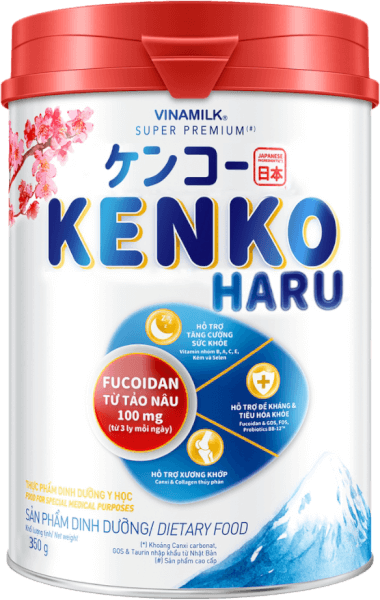 VINAMILK®
SUPER PREMIUM(#)
ケンコー
JAPANESE
INGREDIENTS(*)
日本
KENKO
HARU
HỖ TRỢ
TĂNG CƯỜNG
SỨC KHỎE
Vitamin nhóm B, A, C, E,
Kẽm và Selen
FUCOIDAN
TỪ TẢO NÂU
100 mg
(từ 3 ly mỗi ngày)
HỖ TRỢ ĐỀ KHÁNG &
TIÊU HÓA KHỎE
Fucoidan & GOS, FOS,
Probiotics BB-12™
HỖ TRỢ XƯƠNG KHỚP
Canxi & Collagen thủy phân
THỰC PHẨM DINH DƯỠNG Y HỌC
FOOD FOR SPECIAL MEDICAL PURPOSES
SẢN PHẨM DINH DƯỠNG/ DIETARY FOOD
Khối lượng tịnh/ Net weight
350 g
(*) Khoáng Canxi carbonat,
GOS & Taurin nhập khẩu từ Nhật Bản
(#) Sản phẩm cao cấp